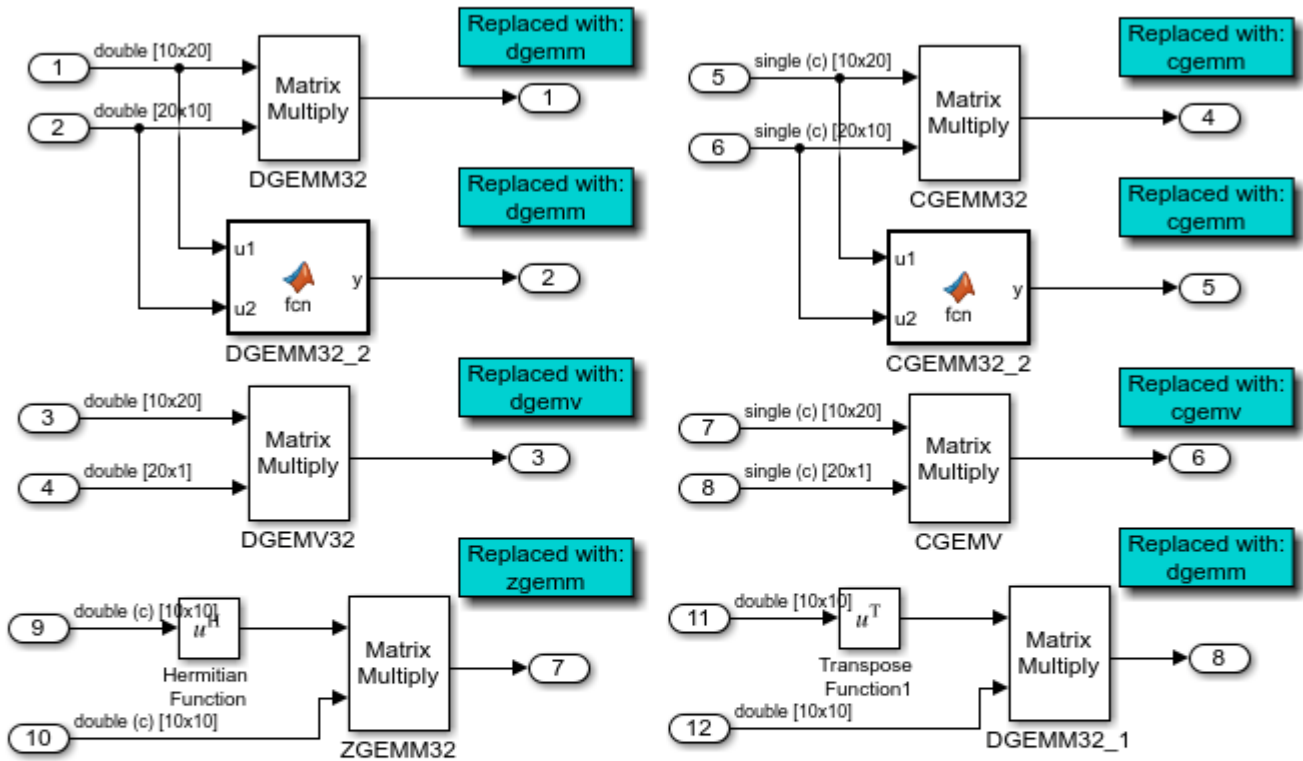 Replaced with:
dgemm
1
double [10x20]
2
double [20x10]
Matrix
Multiply
DGEMM32
1
Replaced with:
dgemm
u1
u2
fcn
y
DGEMM32_2
2
Replaced with:
dgemv
3
double [10x20]
4
double [20x1]
Matrix
Multiply
DGEMV32
3
Replaced with:
zgemm
9
double (c) [10x10]
uH
Hermitian
Function
10
double (c) [10x10]
Matrix
Multiply
ZGEMM32
7
Replaced with:
cgemm
5
single (c) [10x20]
6
single (c) [20x10]
Matrix
Multiply
CGEMM32
4
Replaced with:
cgemm
u1
u2
fcn
y
CGEMM32_2
5
Replaced with:
cgemv
7
single (c) [10x20]
8
single (c) [20x1]
Matrix
Multiply
CGEMV
6
Replaced with:
dgemm
11
double [10x10]
uT
Transpose
Function1
12
double [10x10]
Matrix
Multiply
DGEMM32_1
8